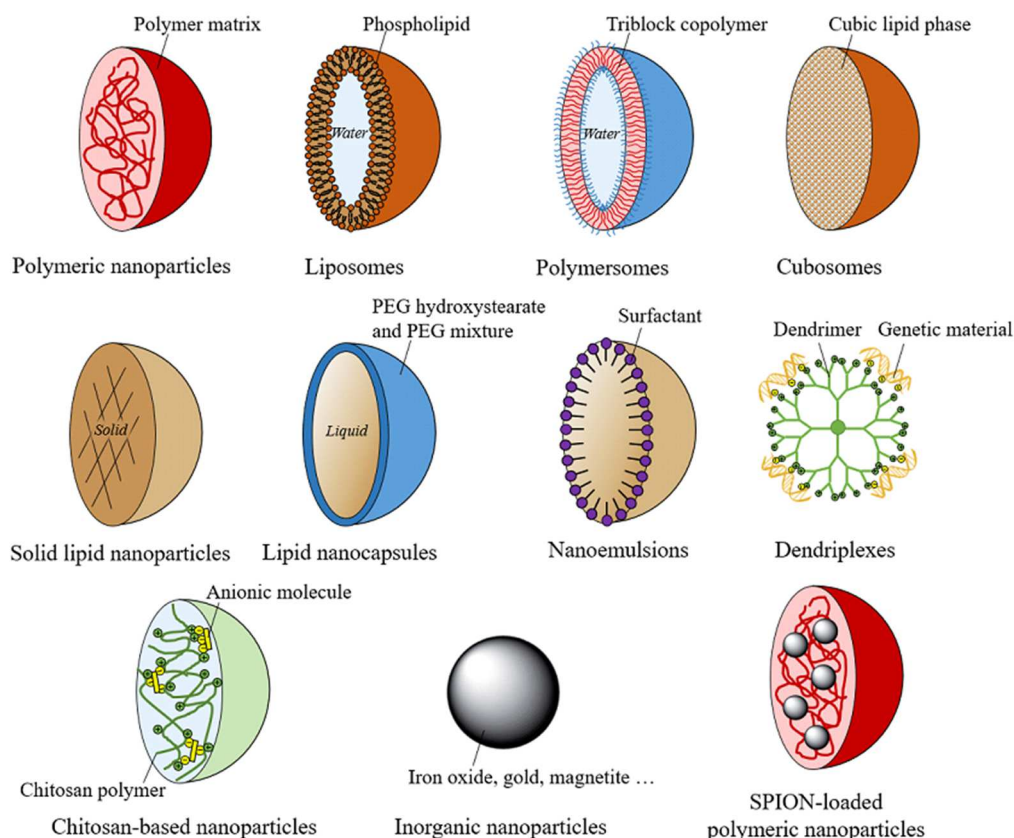 Polymer matrix
Phospholipid
Triblock copolymer
Cubic lipid phase
Water
Water
Polymeric nanoparticles
Liposomes
Polymersomes
Cubosomes
PEG hydroxystearate
and PEG mixture
Surfactant
Dendrimer
Genetic material
Solid
Liquid
Solid lipid nanoparticles
Lipid nanocapsules
Nanoemulsions
Dendriplexes
Anionic molecule
Chitosan polymer
Iron oxide, gold, magnetite …
Chitosan-based nanoparticles
Inorganic nanoparticles
SPION-loaded
polymeric nanoparticles